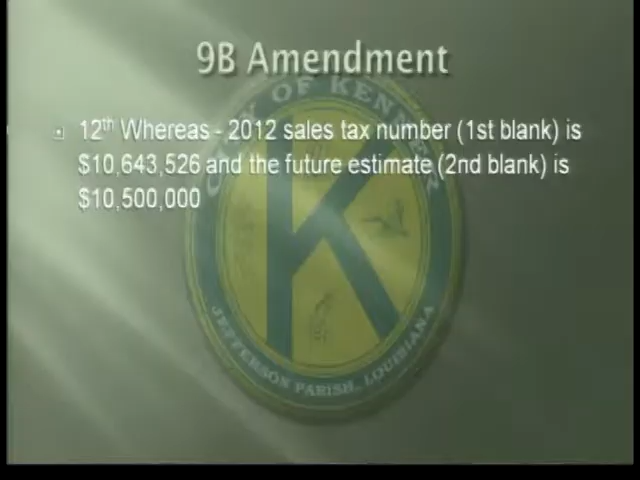 9B Amendment
12th Whereas - 2012 sales tax number (1st blank) is
$10,643,526 and the future estimate (2nd blank) is
$10,500,000
CITY OF KENNER
JEFFERSON PARISH, LOUISIANA